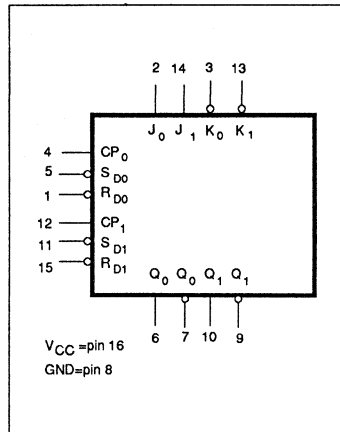 2 14 3 13
J0 J1 K0 K1
4 CP0
5 SD0
1 RD0
12 CP1
11 SD1
15 RD1
Q0 Q0 Q1 Q1
6 7 10 9
VCC =pin 16
GND=pin 8